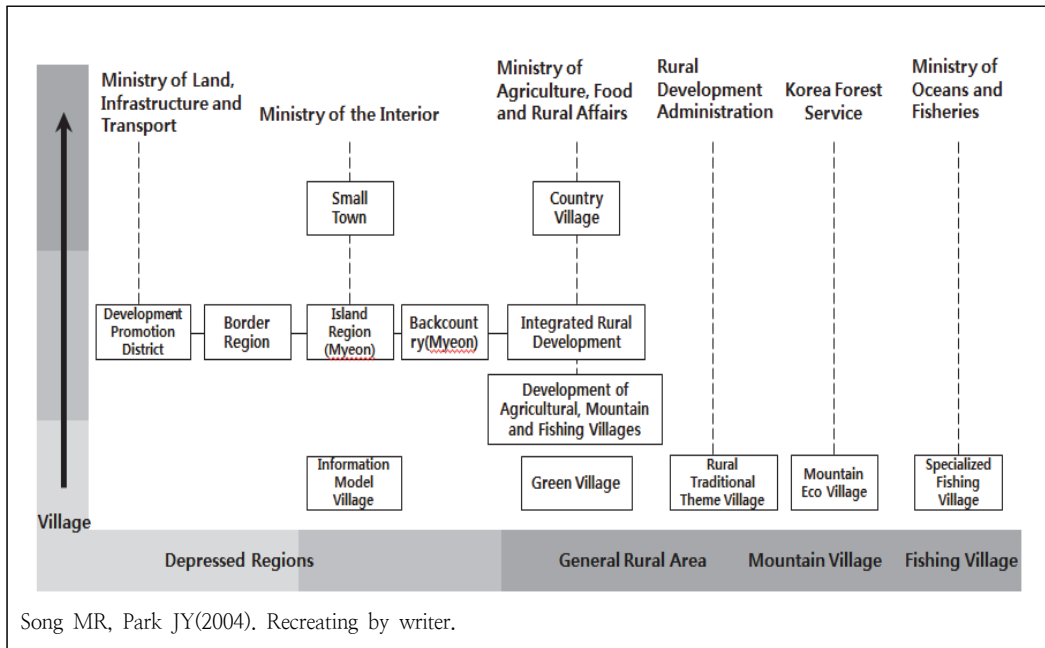 Ministry of Land,
Infrastructure and
Transport
Ministry of the Interior
Ministry of
Agriculture, Food
and Rural Affairs
Rural
Development
Administration
Korea Forest
Service
Ministry of
Oceans and
Fisheries
Small
Town
Country
Village
Development
Promotion
District
Border
Region
Island
Region
(Myeon)
Backcount
ry(Myeon)
Integrated Rural
Development
Development of
Agricultural, Mountain
and Fishing Villages
Information
Model
Village
Green Village
Rural
Traditional
Theme Village
Mountain
Eco Village
Specialized
Fishing
Village
Village
Depressed Regions
General Rural Area
Mountain Village
Fishing Village
Song MR, Park JY(2004). Recreating by writer.